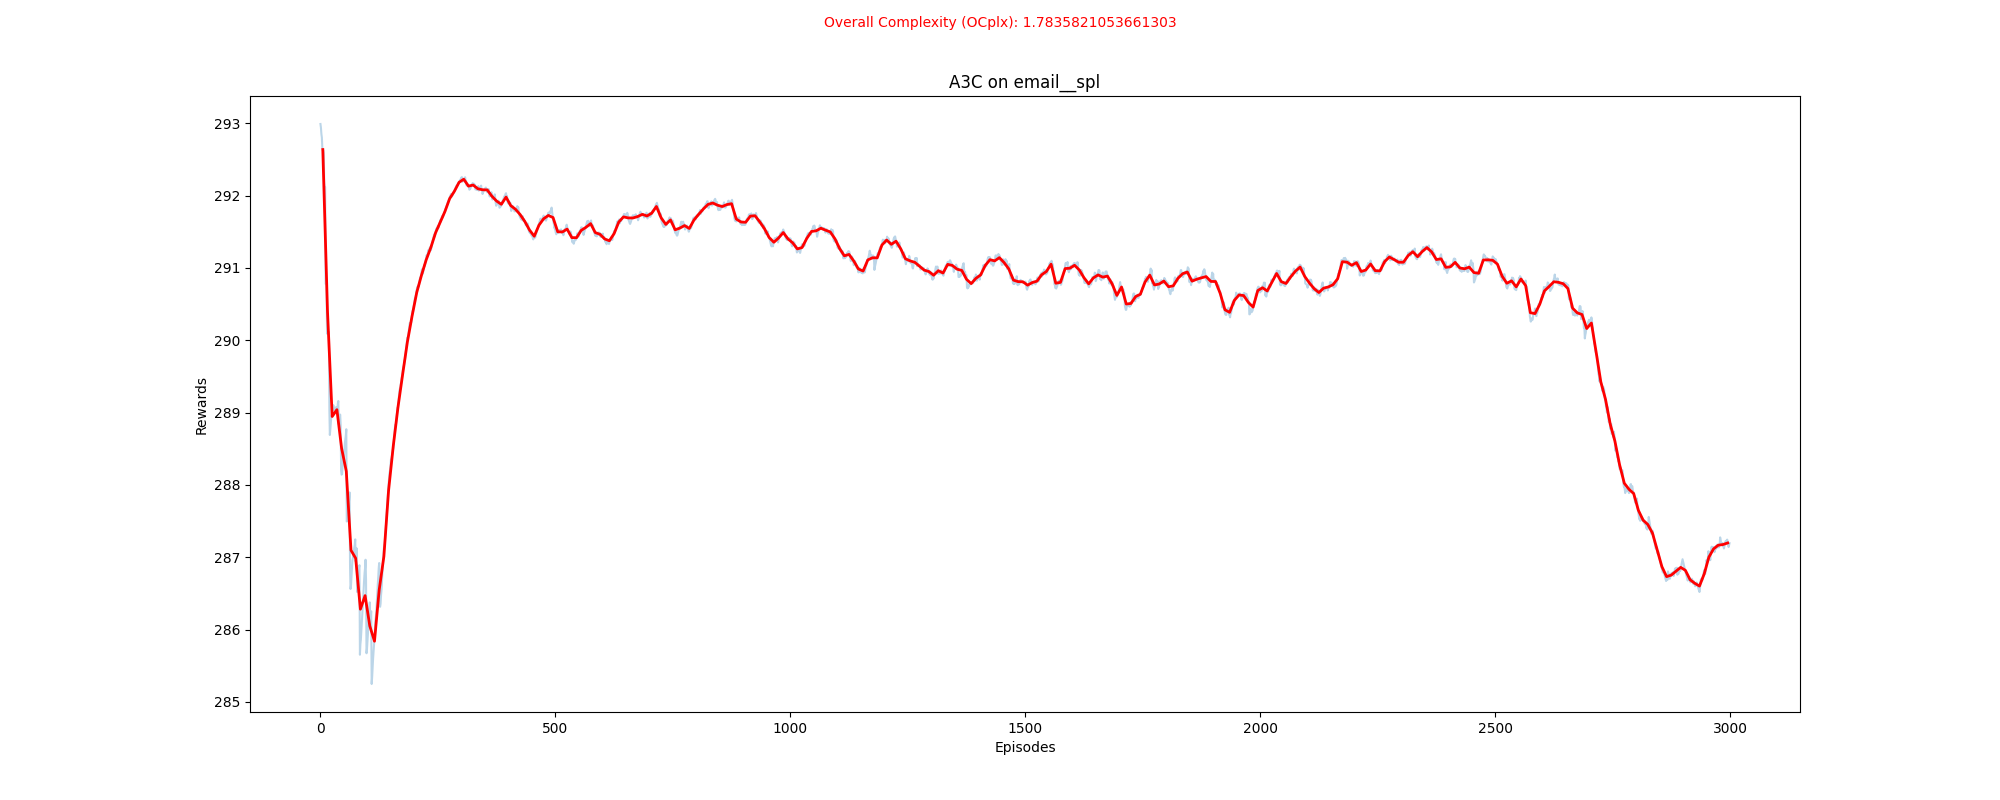 Overall Complexity (OCplx): 1.7835821053661303
A3C on email__spl
293
292
291
290
289
288
287
286
285
Rewards
0 500 1000 1500 2000 2500 3000
Episodes